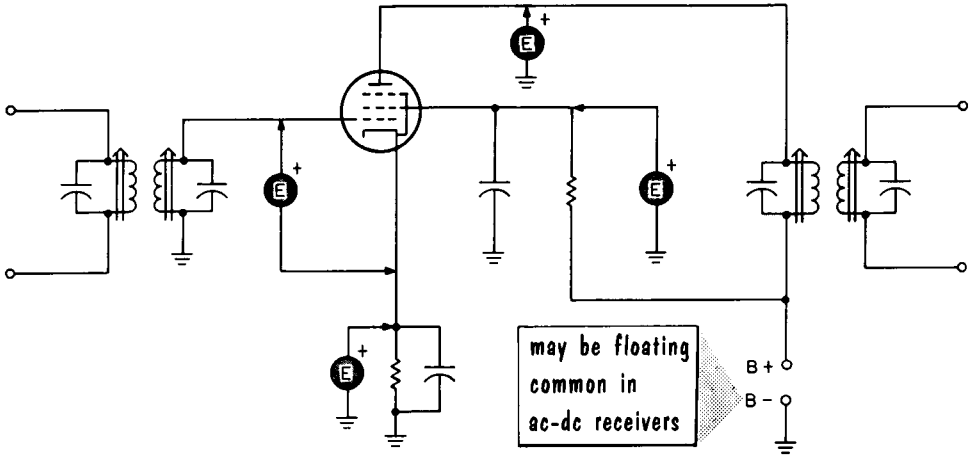 E +
E +
E +
E +
may be floating
common in
ac-dc receivers
B +
B -